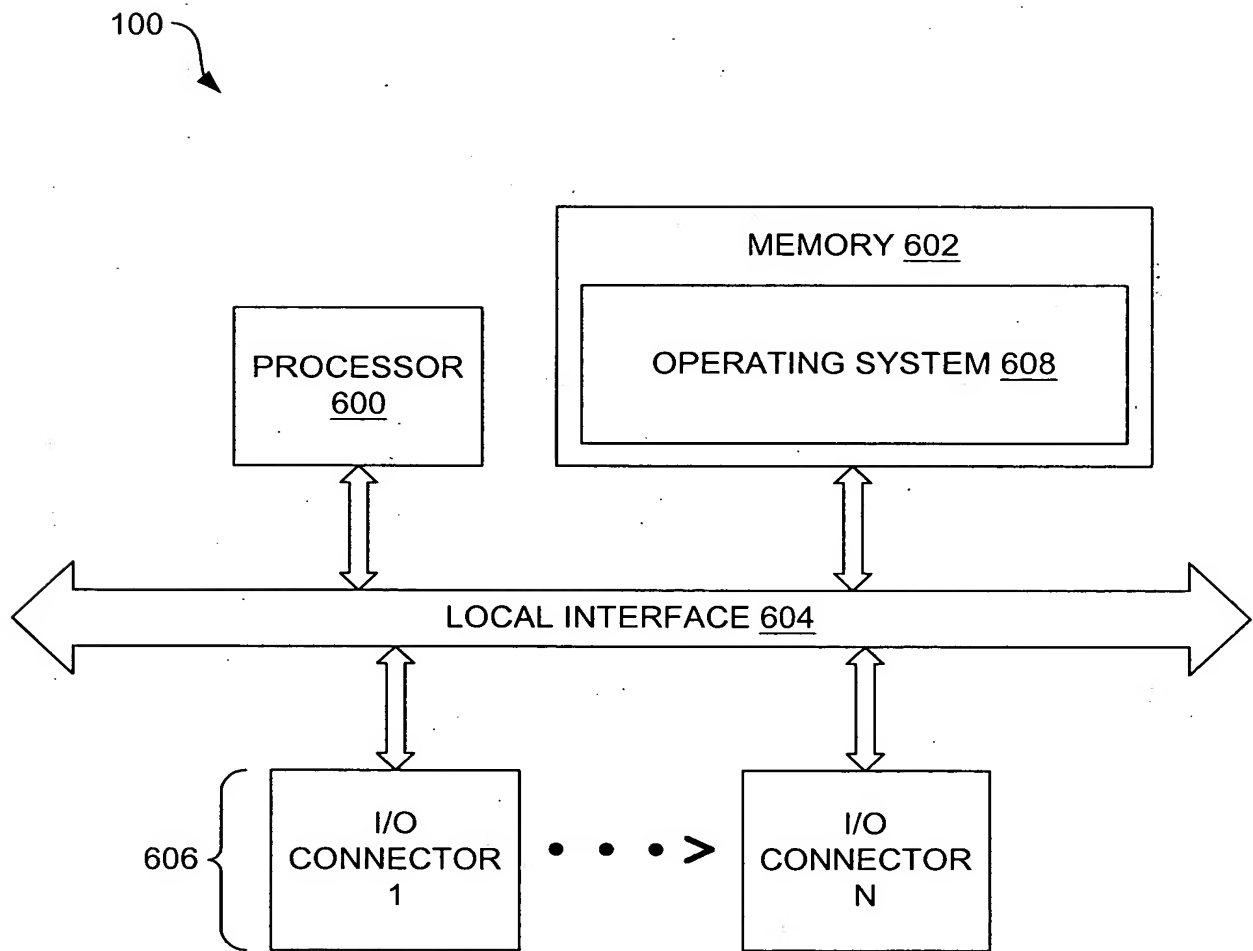 100
MEMORY 602
OPERATING SYSTEM 608
PROCESSOR
600
LOCAL INTERFACE 604
606
I/O
CONNECTOR
1
I/O
CONNECTOR
N